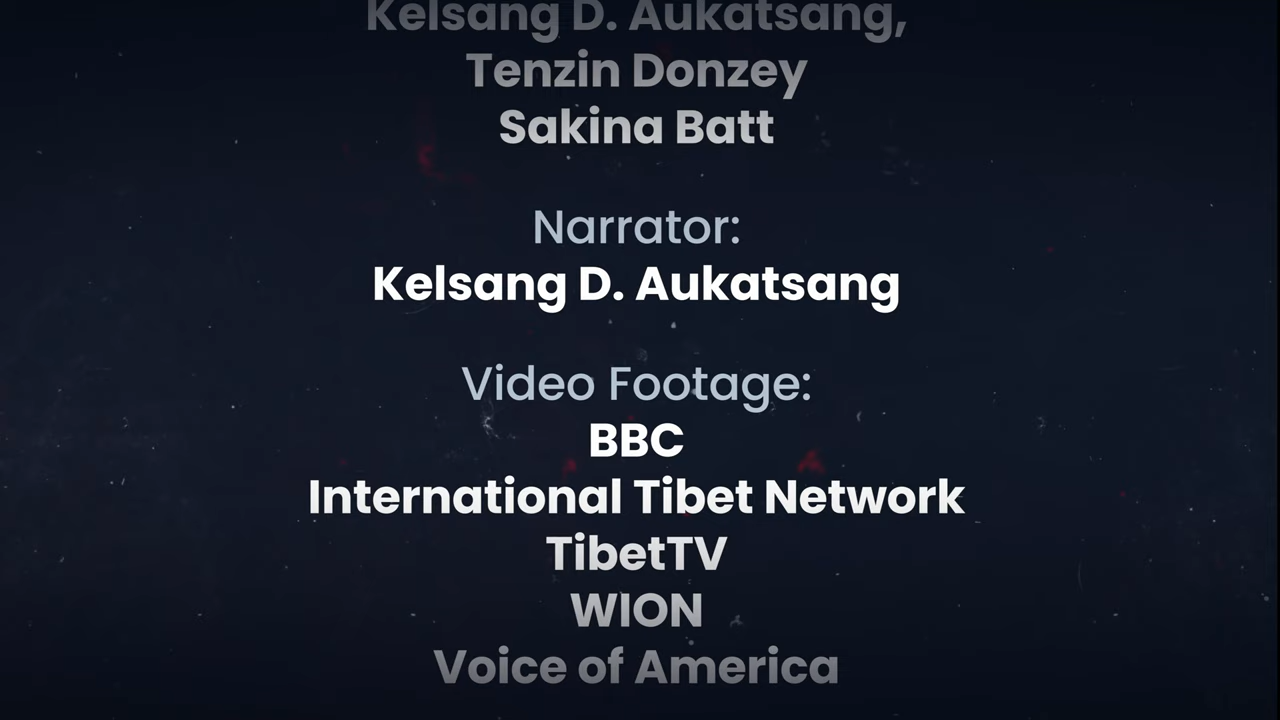 Kelsang D. Aukatsang,
Tenzin Donzey
Sakina Batt
Narrator:
Kelsang D. Aukatsang
Video Footage:
BBC
International Tibet Network
TibetTV
WION
Voice of America